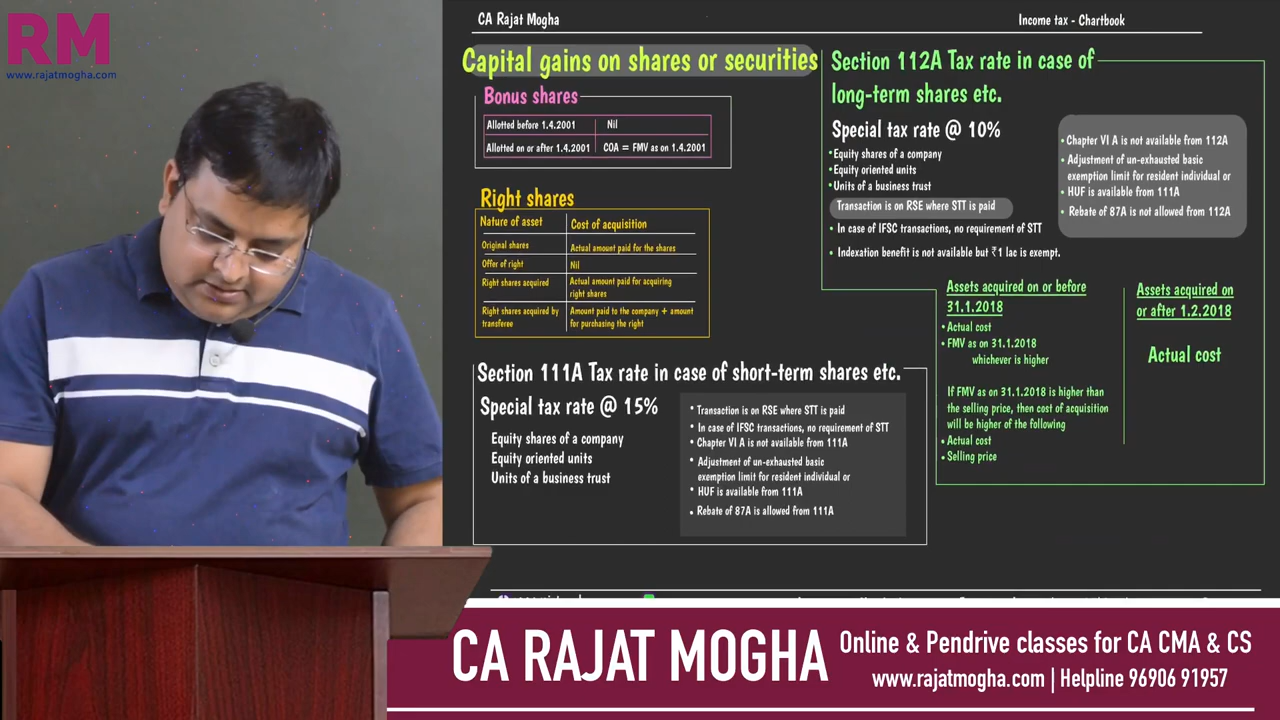 RM
www.rajatmogha.com
CA Rajat Mogha
Income tax - Chartbook
Capital gains on shares or securities
Bonus shares
Allotted before 1.4.2001 Nil
Allotted on or after 1.4.2001 COA = FMV as on 1.4.2001
Right shares
Nature of asset Cost of acquisition
Original shares Actual amount paid for the shares
Offer of right Nil
Right shares acquired Actual amount paid for acquiring
right shares
Right shares acquired by Amount paid to the company + amount
transferee for purchasing the right
Section 111A Tax rate in case of short-term shares etc.
Special tax rate @ 15%
Equity shares of a company
Equity oriented units
Units of a business trust
• Transaction is on RSE where STT is paid
• In case of IFSC transactions, no requirement of STT
• Chapter VI A is not available from 111A
• Adjustment of un-exhausted basic
exemption limit for resident individual or
• HUF is available from 111A
• Rebate of 87A is allowed from 111A
Section 112A Tax rate in case of
long-term shares etc.
Special tax rate @ 10%
• Equity shares of a company
• Equity oriented units
• Units of a business trust
Transaction is on RSE where STT is paid
• In case of IFSC transactions, no requirement of STT
• Indexation benefit is not available but ₹1 lac is exempt.
• Chapter VI A is not available from 112A
• Adjustment of un-exhausted basic
exemption limit for resident individual or
• HUF is available from 111A
• Rebate of 87A is not allowed from 112A
Assets acquired on or before
31.1.2018
• Actual cost
• FMV as on 31.1.2018
whichever is higher
If FMV as on 31.1.2018 is higher than
the selling price, then cost of acquisition
will be higher of the following
• Actual cost
• Selling price
Assets acquired on
or after 1.2.2018
Actual cost
CA RAJAT MOGHA
Online & Pendrive classes for CA CMA & CS
www.rajatmogha.com | Helpline 96906 91957